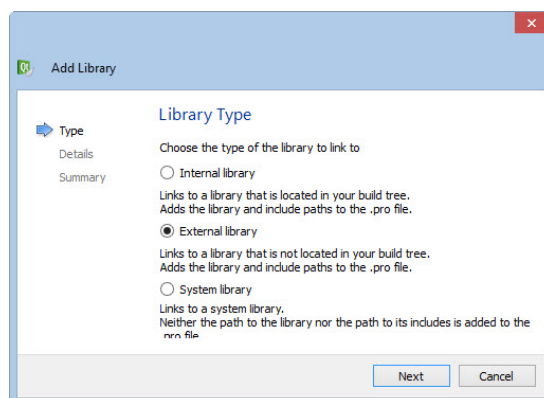 Add Library
Library Type
Type
Details
Summary
Choose the type of the library to link to
Internal library
Links to a library that is located in your build tree.
Adds the library and include paths to the .pro file.
External library
Links to a library that is not located in your build tree.
Adds the library and include paths to the .pro file.
System library
Links to a system library.
Neither the path to the library nor the path to its includes is added to the
.pro file
Next
Cancel